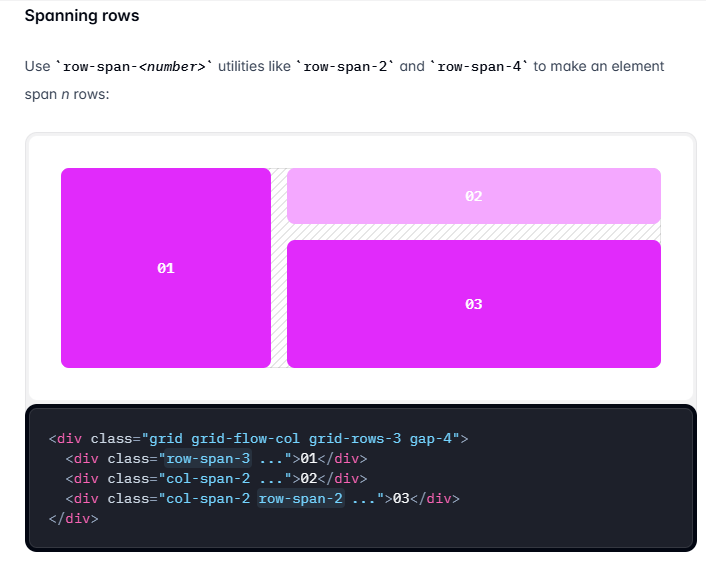 Spanning rows
Use `row-span-<number>` utilities like `row-span-2` and `row-span-4` to make an element
span n rows:
02
01
03
<div class="grid grid-flow-col grid-rows-3 gap-4">
  <div class="row-span-3 ...">01</div>
  <div class="col-span-2 ...">02</div>
  <div class="col-span-2 row-span-2 ...">03</div>
</div>